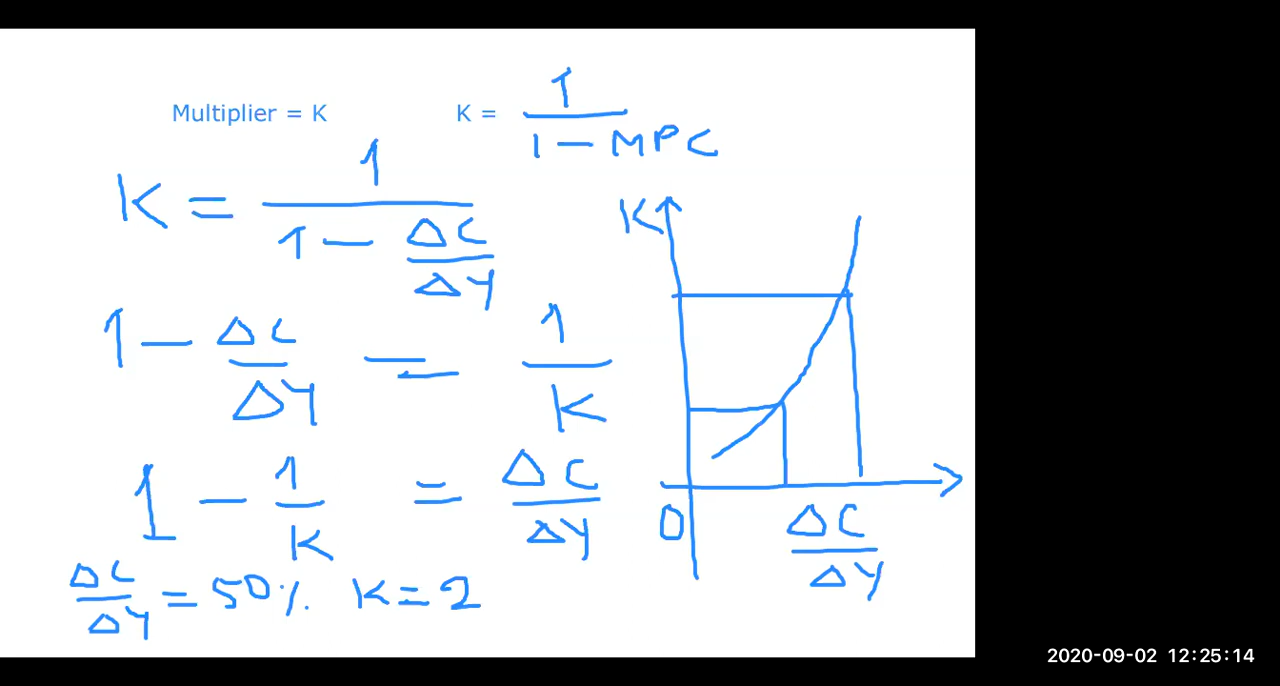 Multiplier = K K = 1 / 1 - MPC
K = 1 / 1 - ΔC / ΔY
1 - ΔC / ΔY = 1 / K
1 - 1 / K = ΔC / ΔY
ΔC / ΔY = 50% K = 2
K
0
ΔC / ΔY
2020-09-02 12:25:14